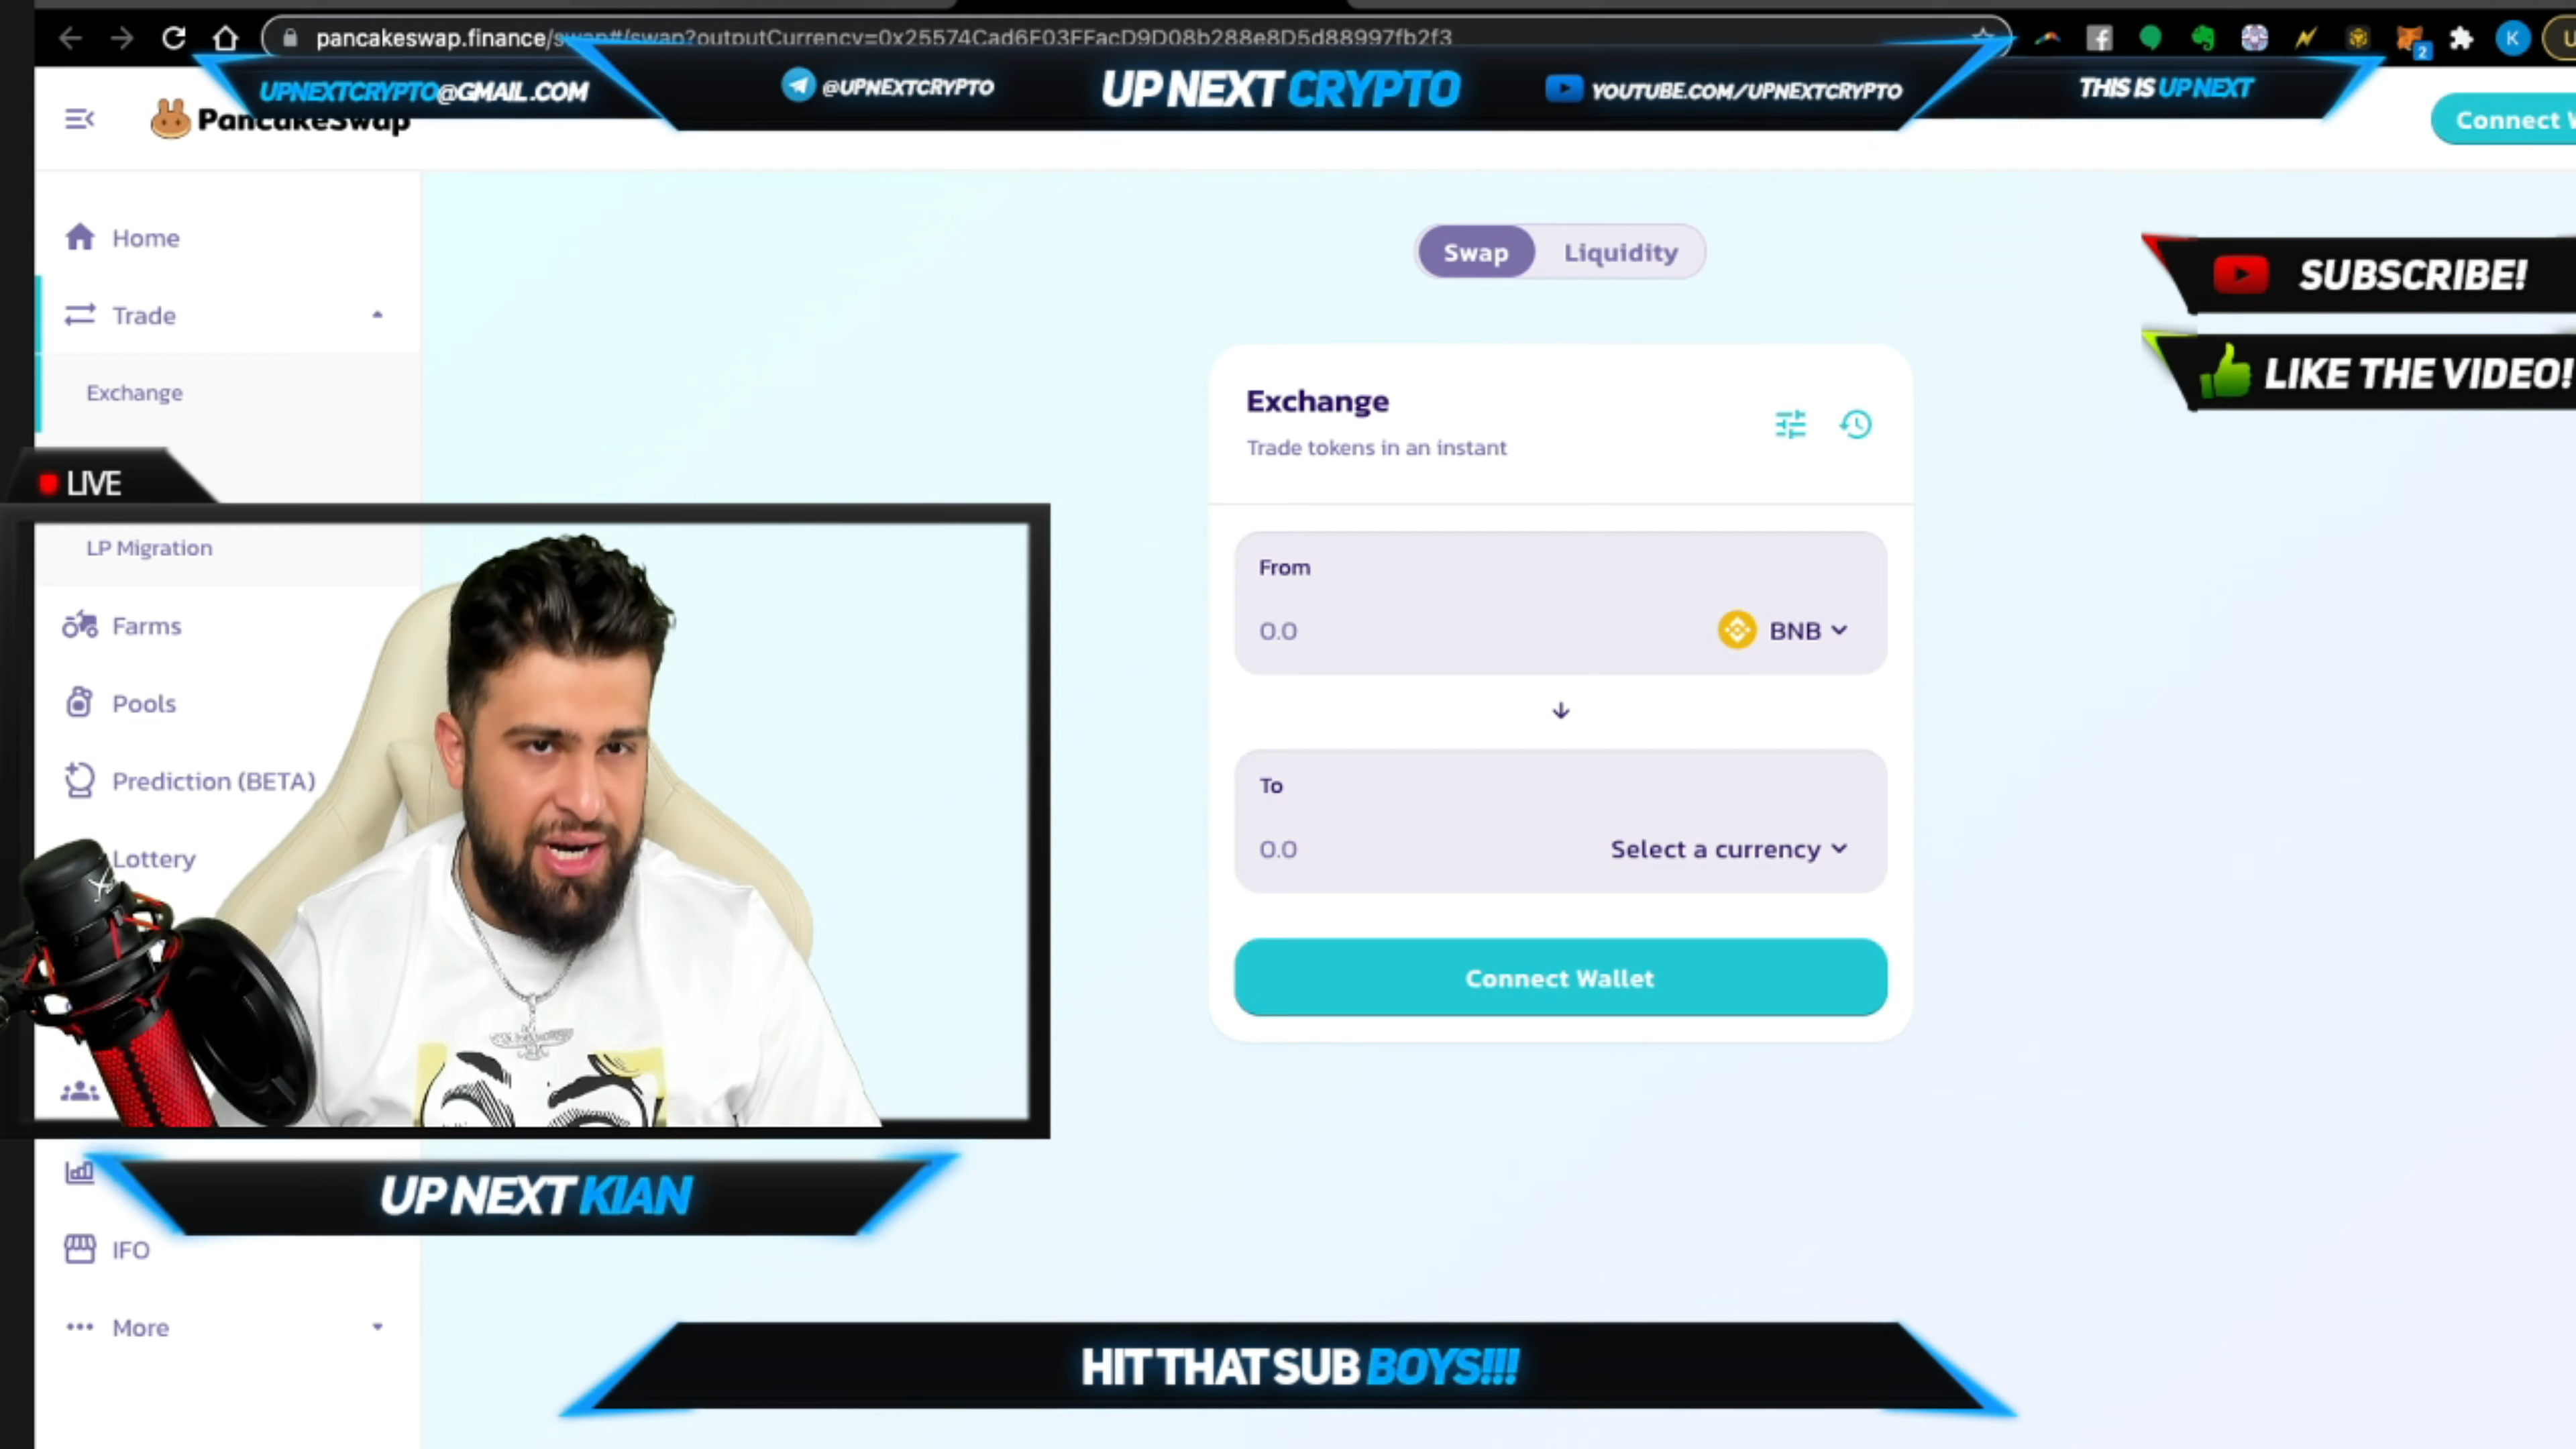 pancakeswap.finance/swap#/swap?outputCurrency=0x25574Cad6F03FFacD9D08b288e8D5d88997fb2f3
2
K
UPNEXTCRYPTO@GMAIL.COM
@UPNEXTCRYPTO
UP NEXT CRYPTO
YOUTUBE.COM/UPNEXTCRYPTO
THIS IS UP NEXT
PancakeSwap
Connect
Home
Trade
Exchange
LP Migration
Farms
Pools
Prediction (BETA)
Lottery
IFO
More
Swap
Liquidity
SUBSCRIBE!
LIKE THE VIDEO!
Exchange
Trade tokens in an instant
From
0.0
BNB
To
0.0
Select a currency
Connect Wallet
LIVE
UP NEXT KIAN
HIT THAT SUB BOYS!!!